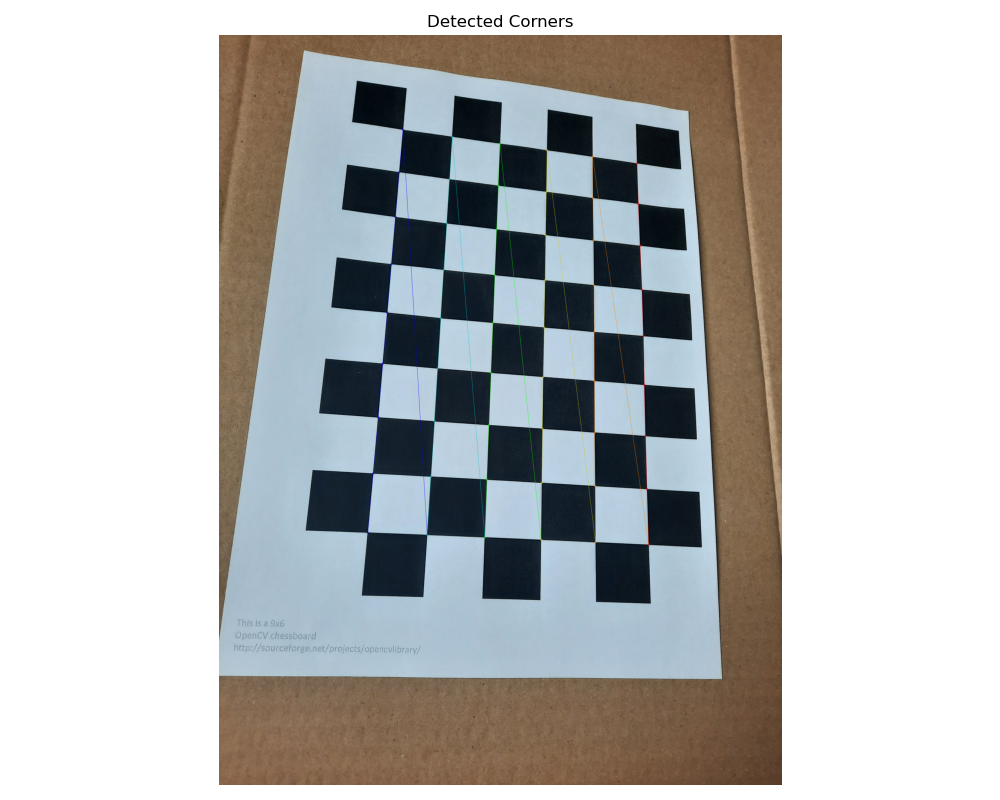 Detected Corners
This is a 9x6
OpenCV chessboard
http://sourceforge.net/projects/opencvlibrary/